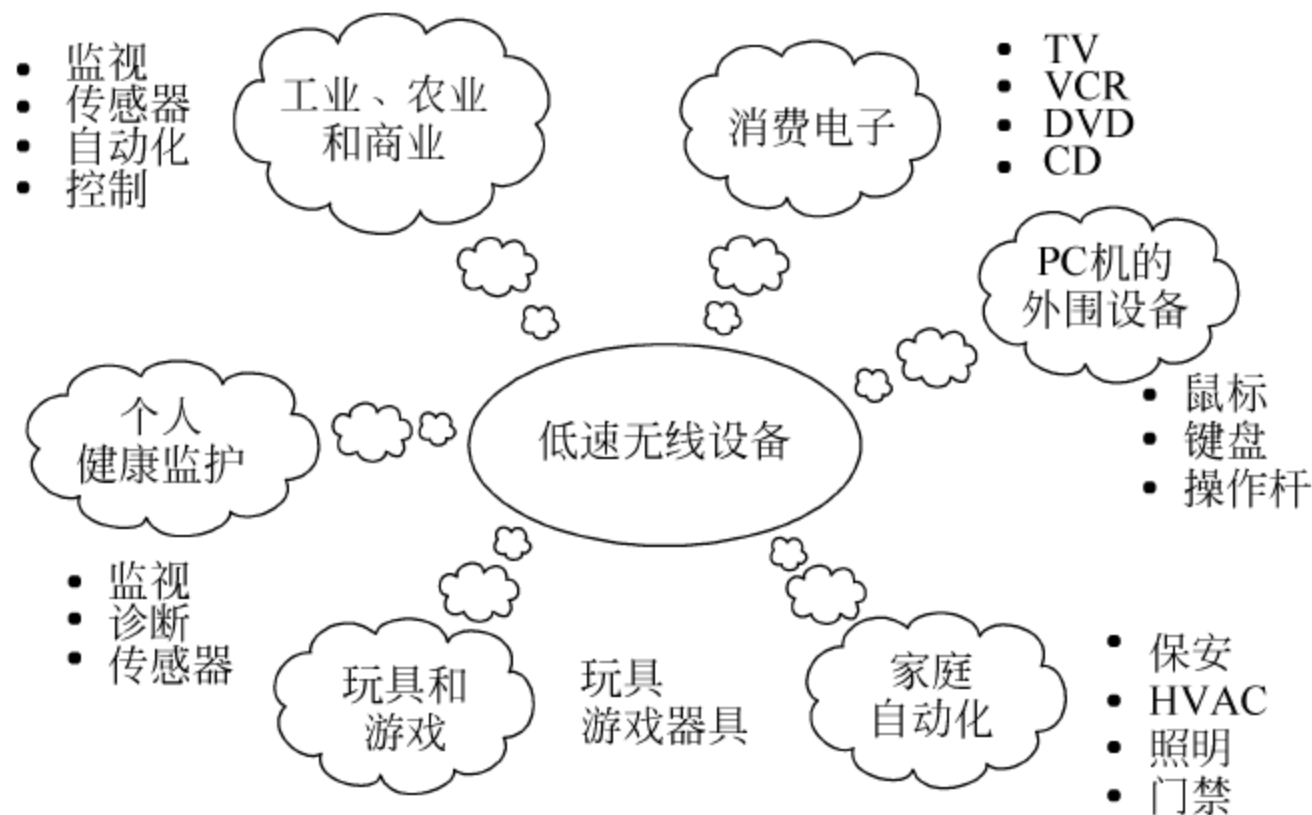 • 监视
• 传感器
• 自动化
• 控制
工业、农业
和商业
消费电子
• TV
• VCR
• DVD
• CD
PC机的
外围设备
• 鼠标
• 键盘
• 操作杆
个人
健康监护
低速无线设备
• 监视
• 诊断
• 传感器
玩具和
游戏
玩具
游戏器具
家庭
自动化
• 保安
• HVAC
• 照明
• 门禁